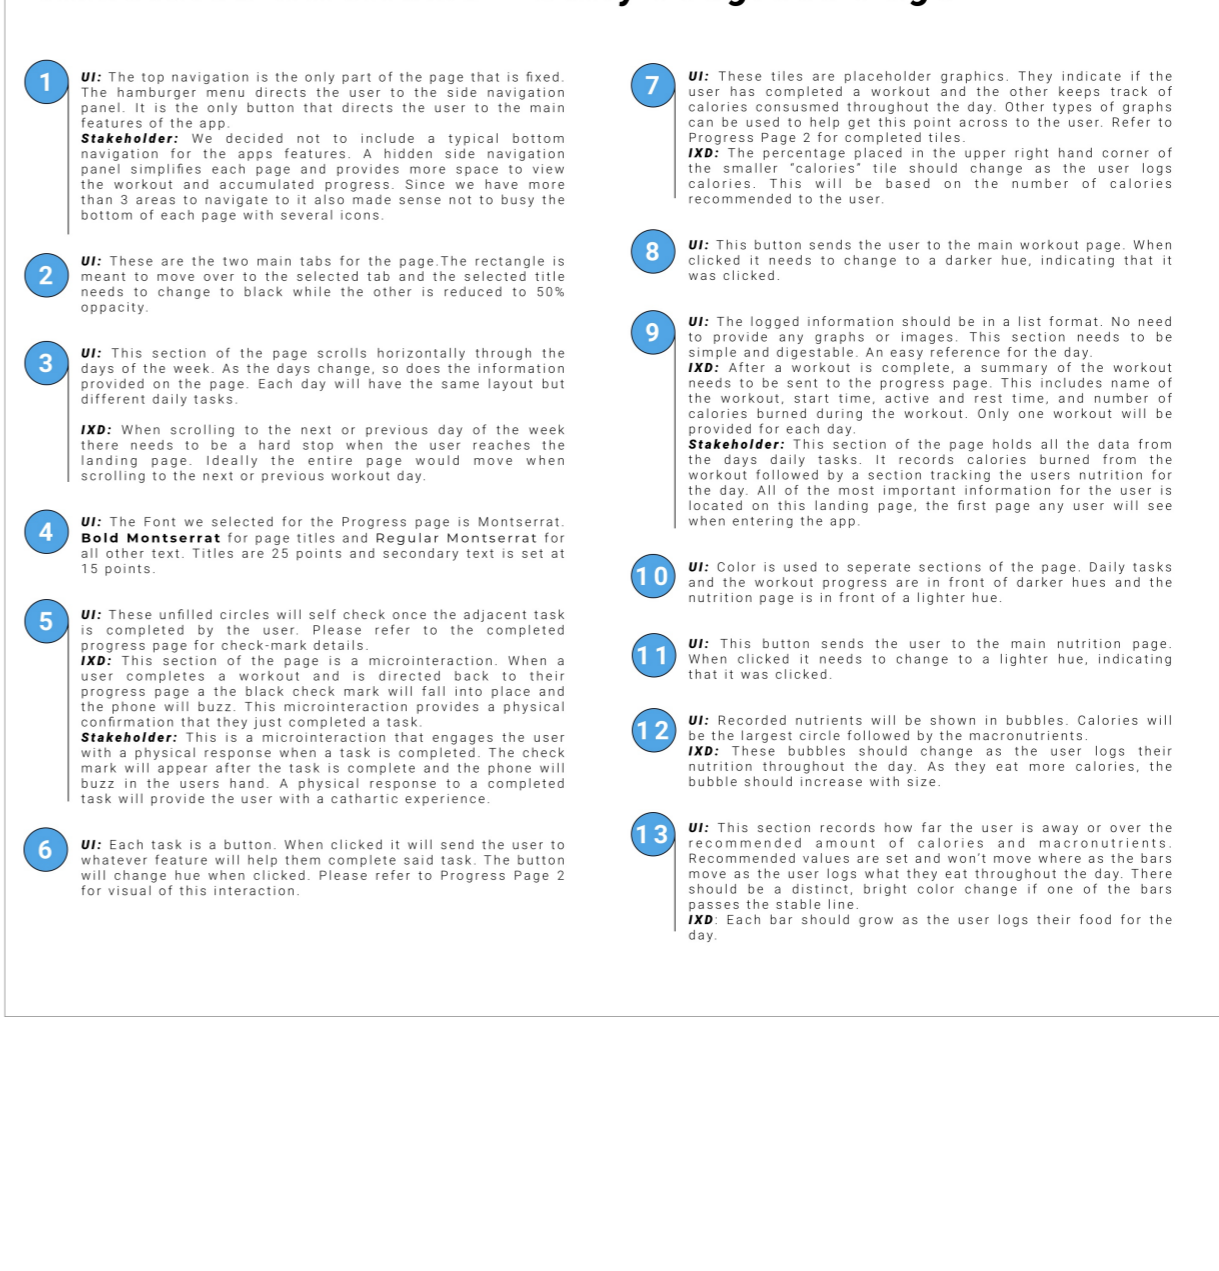 1
UI: The top navigation is the only part of the page that is fixed.
The hamburger menu directs the user to the side navigation
panel. It is the only button that directs the user to the main
features of the app.
Stakeholder: We decided not to include a typical bottom
navigation for the apps features. A hidden side navigation
panel simplifies each page and provides more space to view
the workout and accumulated progress. Since we have more
than 3 areas to navigate to it also made sense not to busy the
bottom of each page with several icons.
2
UI: These are the two main tabs for the page.The rectangle is
meant to move over to the selected tab and the selected title
needs to change to black while the other is reduced to 50%
oppacity.
3
UI: This section of the page scrolls horizontally through the
days of the week. As the days change, so does the information
provided on the page. Each day will have the same layout but
different daily tasks.
IXD: When scrolling to the next or previous day of the week
there needs to be a hard stop when the user reaches the
landing page. Ideally the entire page would move when
scrolling to the next or previous workout day.
4
UI: The Font we selected for the Progress page is Montserrat.
Bold Montserrat for page titles and Regular Montserrat for
all other text. Titles are 25 points and secondary text is set at
15 points.
5
UI: These unfilled circles will self check once the adjacent task
is completed by the user. Please refer to the completed
progress page for check-mark details.
IXD: This section of the page is a microinteraction. When a
user completes a workout and is directed back to their
progress page a the black check mark will fall into place and
the phone will buzz. This microinteraction provides a physical
confirmation that they just completed a task.
Stakeholder: This is a microinteraction that engages the user
with a physical response when a task is completed. The check
mark will appear after the task is complete and the phone will
buzz in the users hand. A physical response to a completed
task will provide the user with a cathartic experience.
6
UI: Each task is a button. When clicked it will send the user to
whatever feature will help them complete said task. The button
will change hue when clicked. Please refer to Progress Page 2
for visual of this interaction.
7
UI: These tiles are placeholder graphics. They indicate if the
user has completed a workout and the other keeps track of
calories consusmed throughout the day. Other types of graphs
can be used to help get this point across to the user. Refer to
Progress Page 2 for completed tiles.
IXD: The percentage placed in the upper right hand corner of
the smaller "calories" tile should change as the user logs
calories. This will be based on the number of calories
recommended to the user.
8
UI: This button sends the user to the main workout page. When
clicked it needs to change to a darker hue, indicating that it
was clicked.
9
UI: The logged information should be in a list format. No need
to provide any graphs or images. This section needs to be
simple and digestable. An easy reference for the day.
IXD: After a workout is complete, a summary of the workout
needs to be sent to the progress page. This includes name of
the workout, start time, active and rest time, and number of
calories burned during the workout. Only one workout will be
provided for each day.
Stakeholder: This section of the page holds all the data from
the days daily tasks. It records calories burned from the
workout followed by a section tracking the users nutrition for
the day. All of the most important information for the user is
located on this landing page, the first page any user will see
when entering the app.
10
UI: Color is used to seperate sections of the page. Daily tasks
and the workout progress are in front of darker hues and the
nutrition page is in front of a lighter hue.
11
UI: This button sends the user to the main nutrition page.
When clicked it needs to change to a lighter hue, indicating
that it was clicked.
12
UI: Recorded nutrients will be shown in bubbles. Calories will
be the largest circle followed by the macronutrients.
IXD: These bubbles should change as the user logs their
nutrition throughout the day. As they eat more calories, the
bubble should increase with size.
13
UI: This section records how far the user is away or over the
recommended amount of calories and macronutrients.
Recommended values are set and won't move where as the bars
move as the user logs what they eat throughout the day. There
should be a distinct, bright color change if one of the bars
passes the stable line.
IXD: Each bar should grow as the user logs their food for the
day.